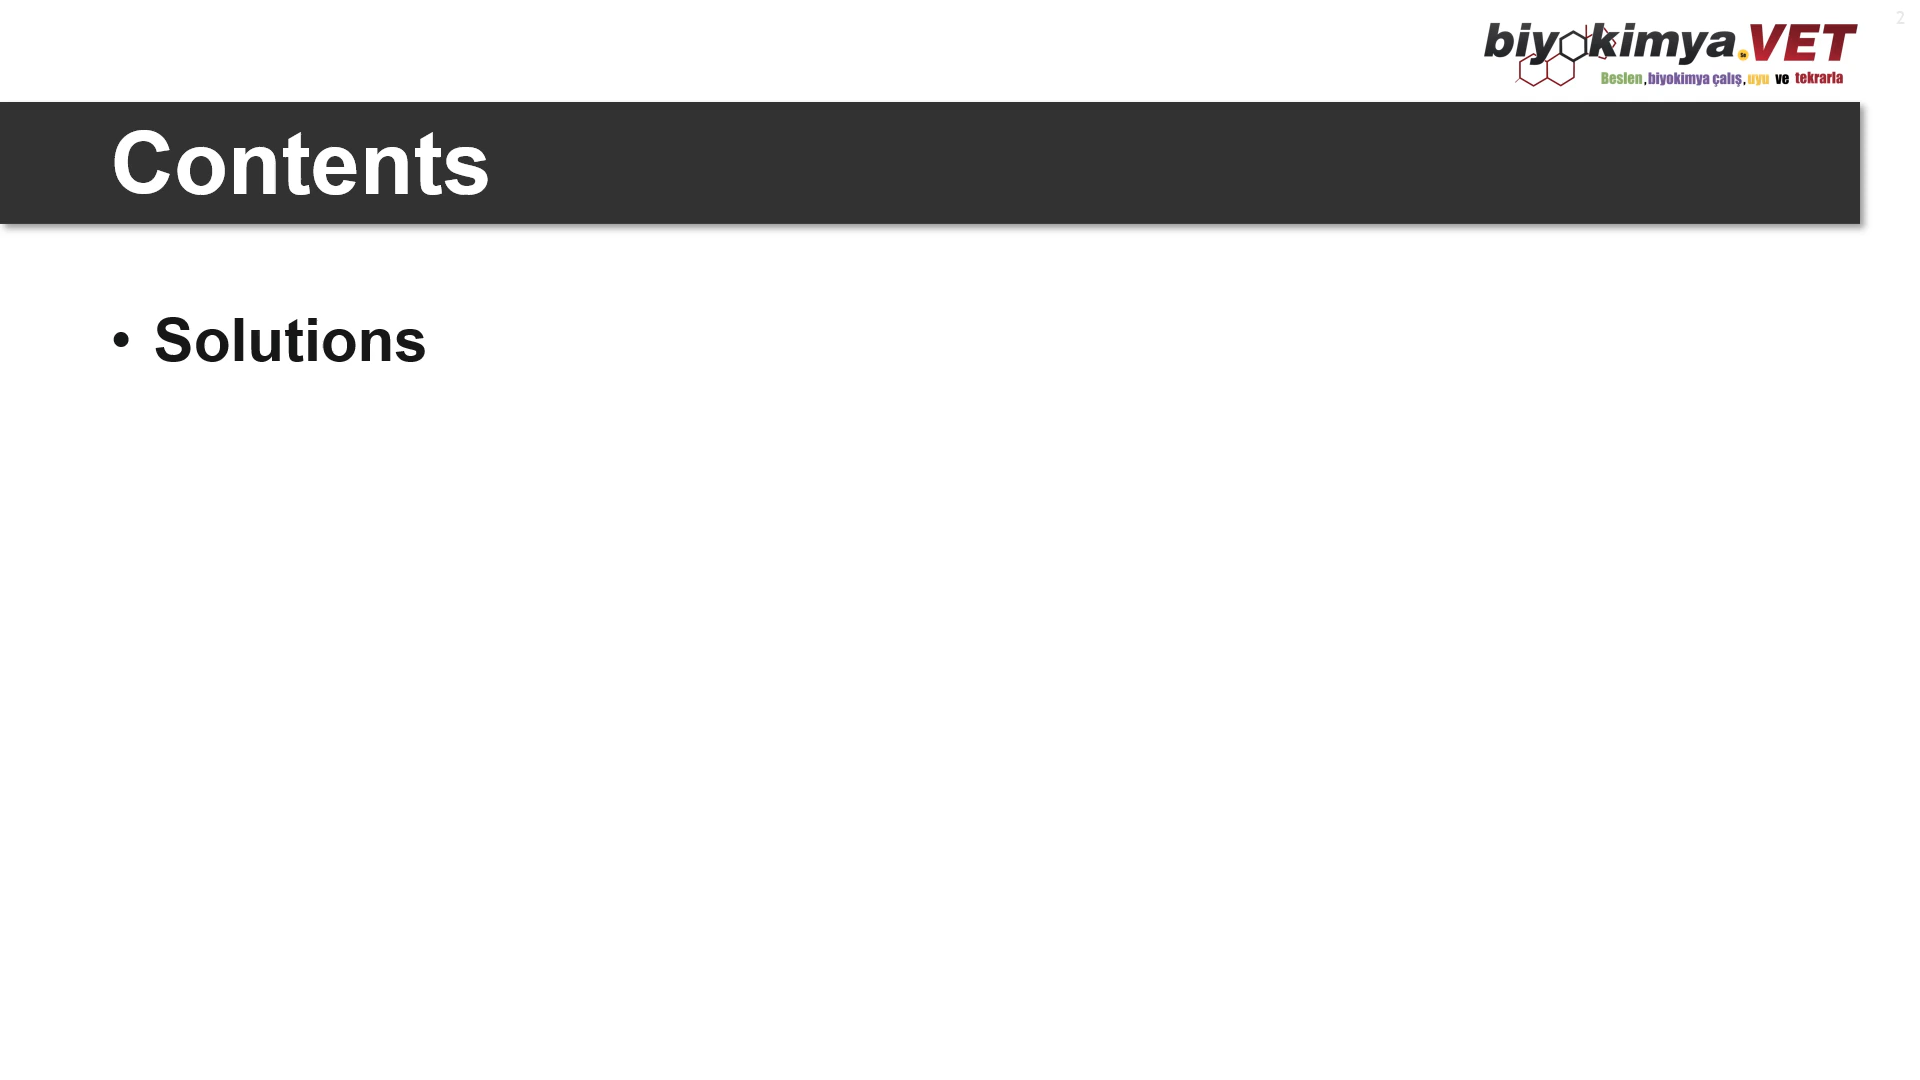 2
biyokimya.VET
Beslen, biyokimya çalış, uyu ve tekrarla
Contents
• Solutions